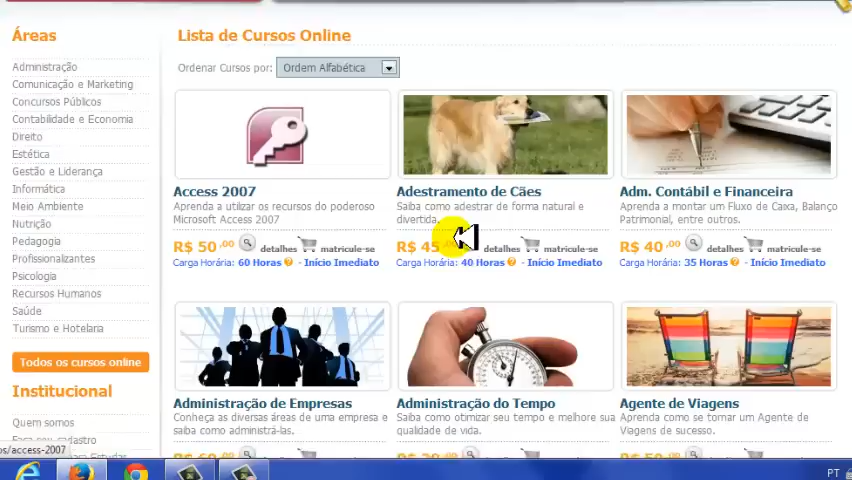 Áreas
Administração
Comunicação e Marketing
Concursos Públicos
Contabilidade e Economia
Direito
Estética
Gestão e Liderança
Informática
Meio Ambiente
Nutrição
Pedagogia
Profissionalizantes
Psicologia
Recursos Humanos
Saúde
Turismo e Hotelaria
Todos os cursos online
Institucional
Quem somos
Lista de Cursos Online
Ordenar Cursos por: Ordem Alfabética
Access 2007
Aprenda a utilizar os recursos do poderoso
Microsoft Access 2007
R$ 50,00 detalhes matricule-se
Carga Horária: 60 Horas - Início Imediato
Adestramento de Cães
Saiba como adestrar de forma natural e
divertida.
R$ 45 detalhes matricule-se
Carga Horária: 40 Horas - Início Imediato
Adm. Contábil e Financeira
Aprenda a montar um Fluxo de Caixa, Balanço
Patrimonial, entre outros.
R$ 40,00 detalhes matricule-se
Carga Horária: 35 Horas - Início Imediato
Administração de Empresas
Conheça as diversas áreas de uma empresa e
saiba como administrá-las.
Administração do Tempo
Saiba como otimizar seu tempo e melhore sua
qualidade de vida.
Agente de Viagens
Aprenda como se tornar um Agente de
Viagens de sucesso.
os/access-2007
PT